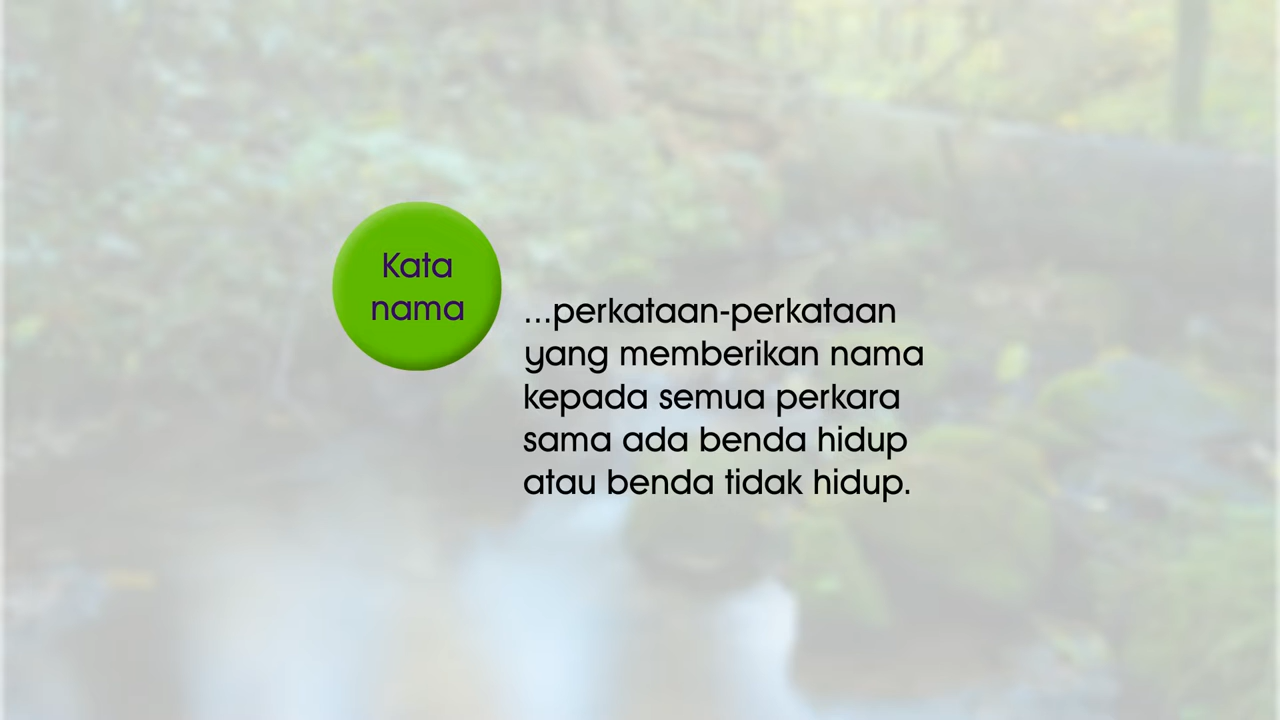 Kata
nama
...perkataan-perkataan
yang memberikan nama
kepada semua perkara
sama ada benda hidup
atau benda tidak hidup.